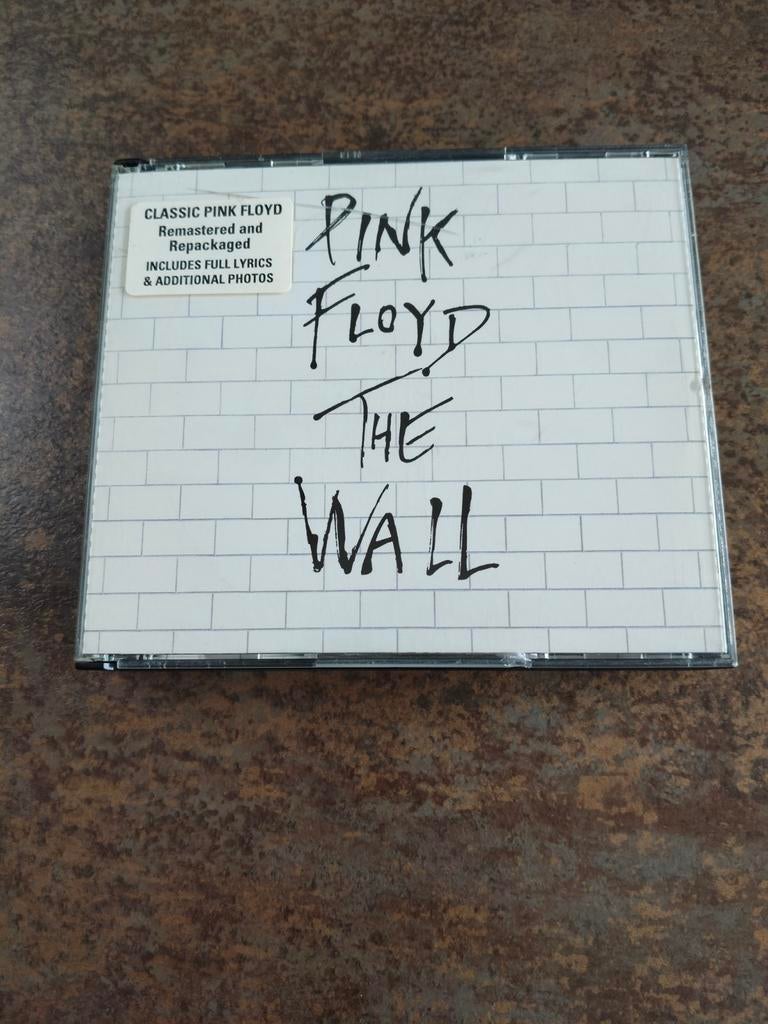 CLASSIC PINK FLOYD
Remastered and
Repackaged
INCLUDES FULL LYRICS
& ADDITIONAL PHOTOS
PINK
FLOYD
THE
WALL